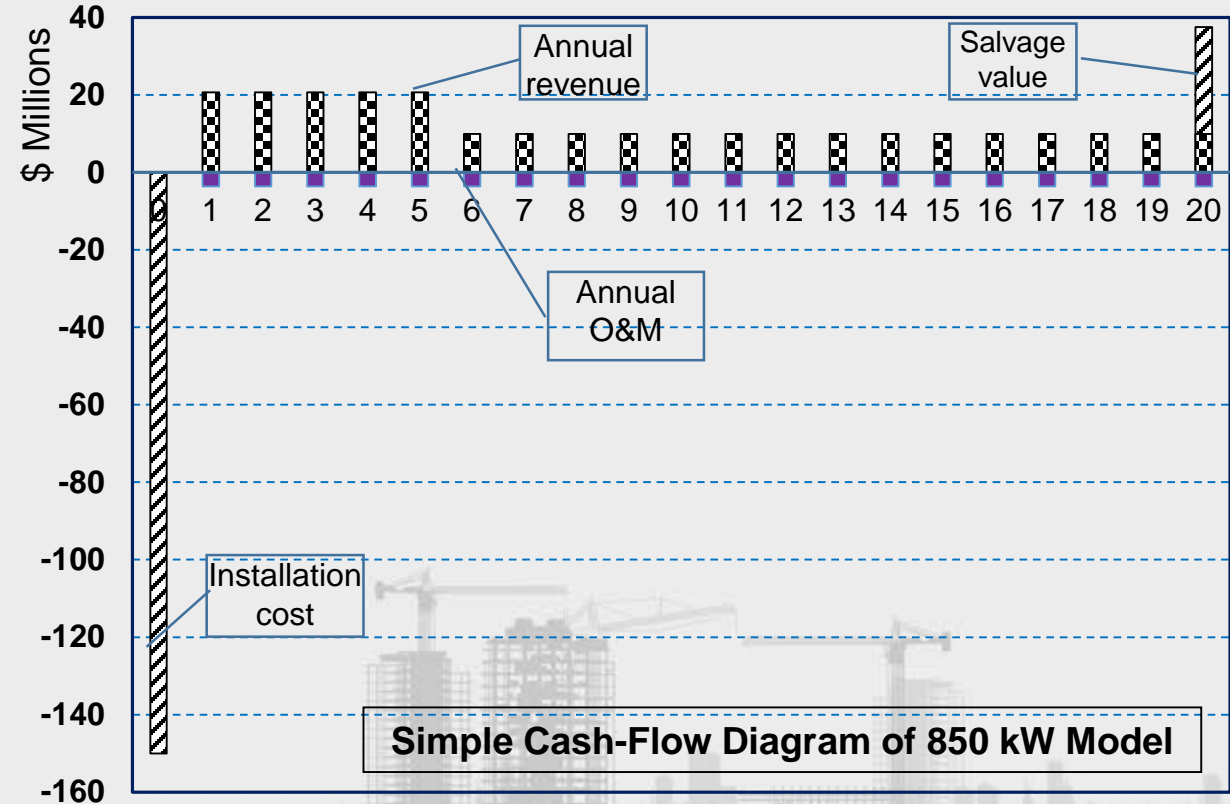 $ Millions
40
20
0
-20
-40
-60
-80
-100
-120
-140
-160
Annual
revenue
Salvage
value
0 1 2 3 4 5 6 7 8 9 10 11 12 13 14 15 16 17 18 19 20
Annual
O&M
Installation
cost
Simple Cash-Flow Diagram of 850 kW Model